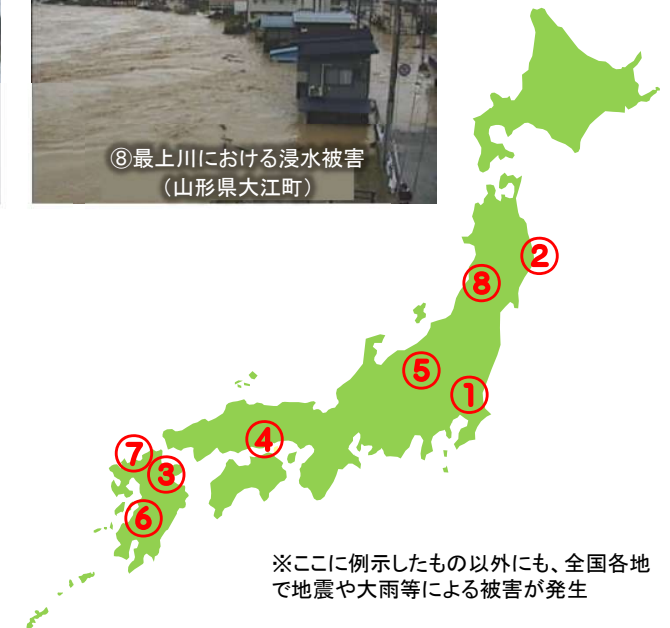 ⑧最上川における浸水被害
(山形県大江町)
②
⑧
⑤
①
④
⑦
③
⑥
※ここに例示したもの以外にも、全国各地
で地震や大雨等による被害が発生